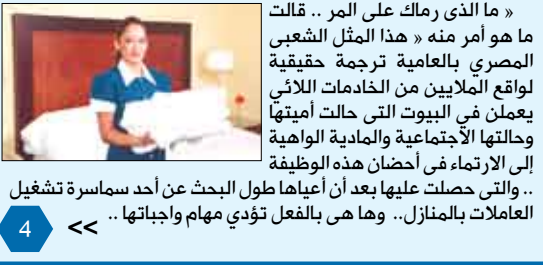 « ما الذى رماك على المر .. قالت
ما هو أمر منه « هذا المثل الشعبى
المصري بالعامية ترجمة حقيقية
لواقع الملايين من الخادمات اللائي
يعملن في البيوت التى حالت أميتها
وحالتها الاجتماعية والمادية الواهية
إلى الارتماء فى أحضان هذه الوظيفة
.. والتى حصلت عليها بعد أن أعياها طول البحث عن أحد سماسرة تشغيل
العاملات بالمنازل.. وها هى بالفعل تؤدي مهام واجباتها .. >> 4